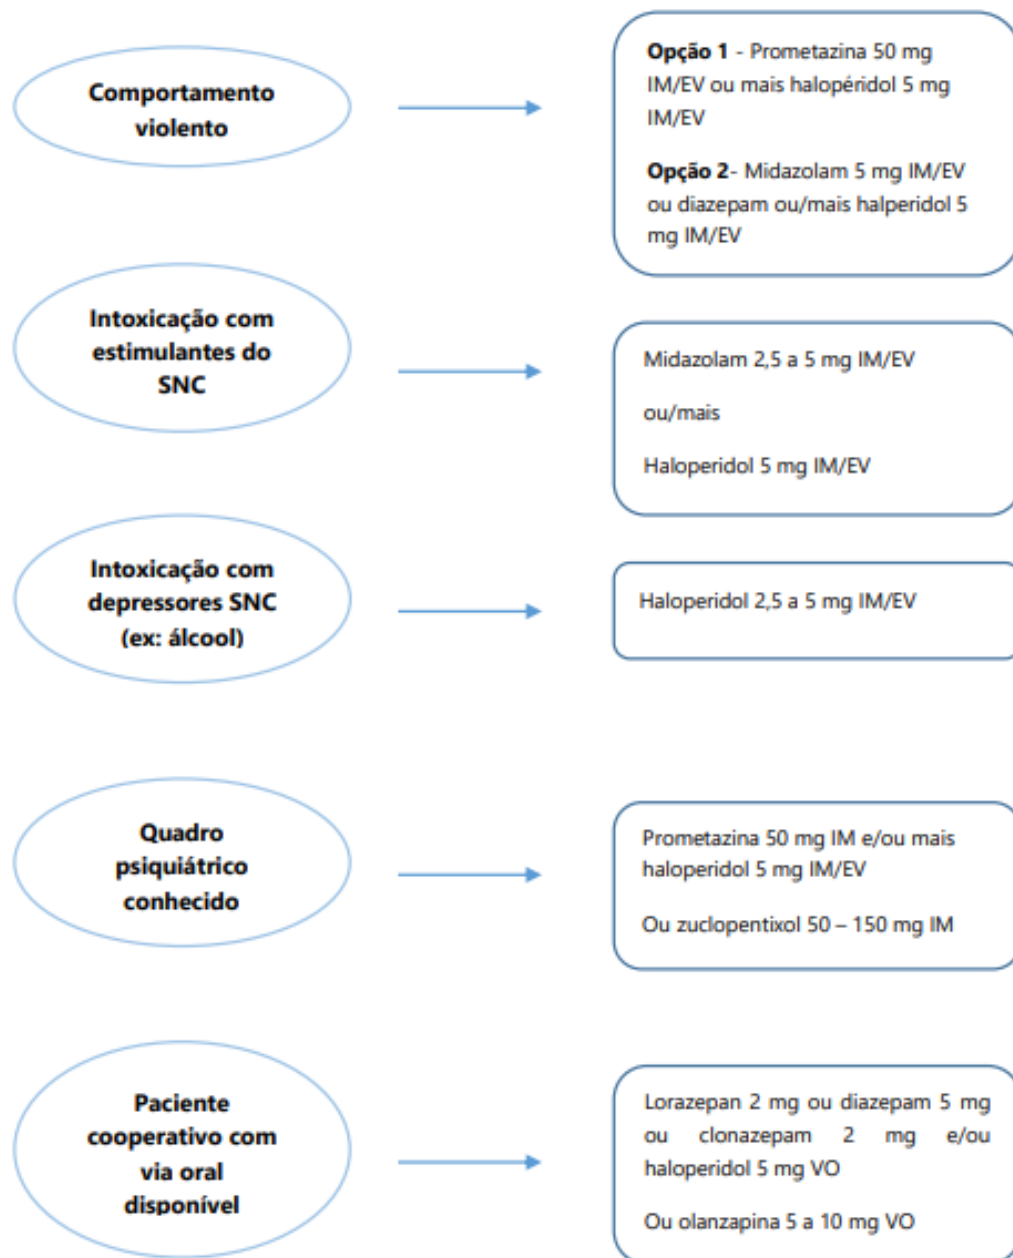 Comportamento
violento
Opção 1 - Prometazina 50 mg
IM/EV ou mais halopéridol 5 mg
IM/EV
Opção 2- Midazolam 5 mg IM/EV
ou diazepam ou/mais halperidol 5
mg IM/EV
Intoxicação com
estimulantes do
SNC
Midazolam 2,5 a 5 mg IM/EV
ou/mais
Haloperidol 5 mg IM/EV
Intoxicação com
depressores SNC
(ex: álcool)
Haloperidol 2,5 a 5 mg IM/EV
Quadro
psiquiátrico
conhecido
Prometazina 50 mg IM e/ou mais
haloperidol 5 mg IM/EV
Ou zuclopentixol 50 – 150 mg IM
Paciente
cooperativo com
via oral
disponível
Lorazepan 2 mg ou diazepam 5 mg
ou clonazepam 2 mg e/ou
haloperidol 5 mg VO
Ou olanzapina 5 a 10 mg VO